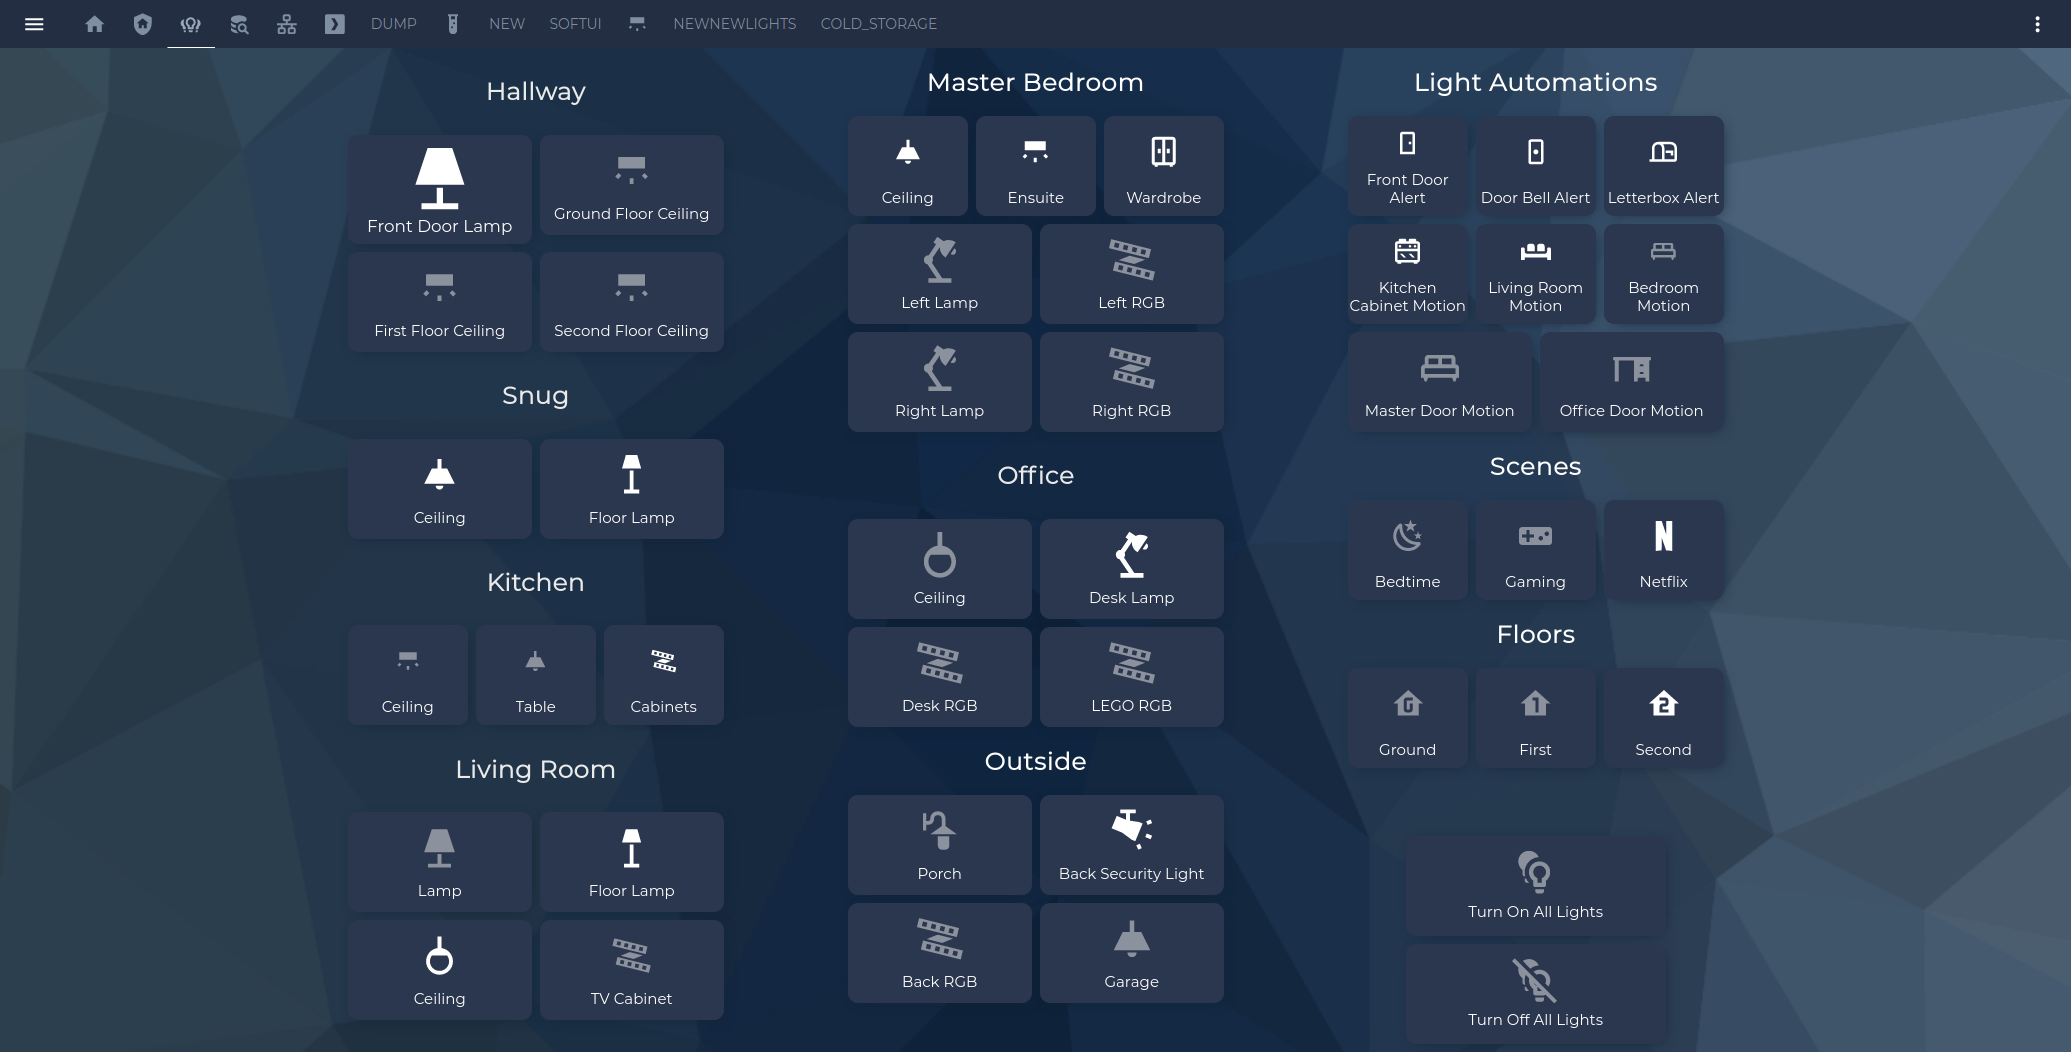 DUMP
NEW
SOFTUI
NEWNEWLIGHTS
COLD_STORAGE
Hallway
Front Door Lamp
Ground Floor Ceiling
First Floor Ceiling
Second Floor Ceiling
Snug
Ceiling
Floor Lamp
Kitchen
Ceiling
Table
Cabinets
Living Room
Lamp
Floor Lamp
Ceiling
TV Cabinet
Master Bedroom
Ceiling
Ensuite
Wardrobe
Left Lamp
Left RGB
Right Lamp
Right RGB
Office
Ceiling
Desk Lamp
Desk RGB
LEGO RGB
Outside
Porch
Back Security Light
Back RGB
Garage
Light Automations
Front Door
Alert
Door Bell Alert
Letterbox Alert
Kitchen
Cabinet Motion
Living Room
Motion
Bedroom
Motion
Master Door Motion
Office Door Motion
Scenes
Bedtime
Gaming
N
Netflix
Floors
G
Ground
1
First
2
Second
Turn On All Lights
Turn Off All Lights